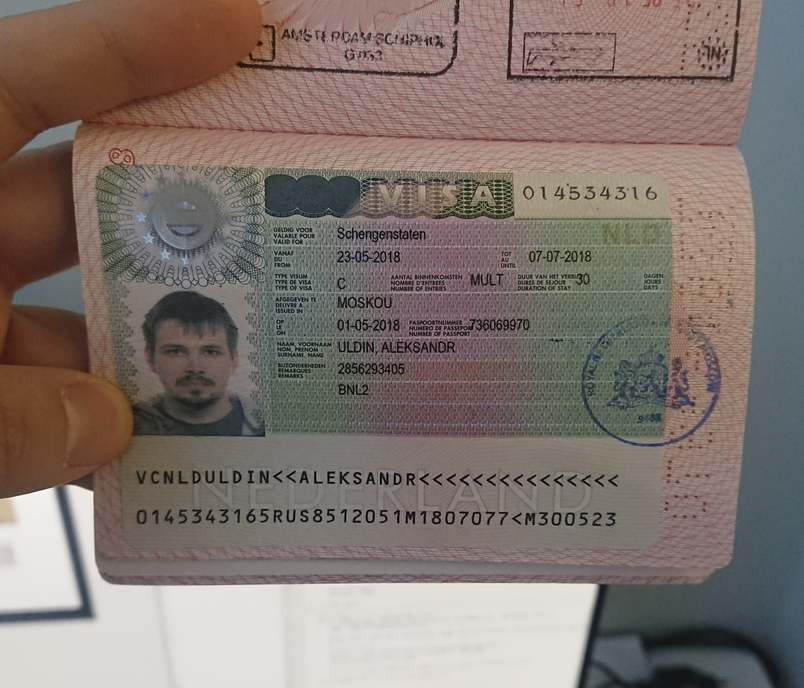 AMSTERDAM SCHIPHOL
VISA
014534316
NLD
GELDIG VOOR
VALABLE POUR
VALID FOR
Schengenstaten
VANAF
DU
FROM
23-05-2018
TOT
AU
UNTIL
07-07-2018
TYPE VISUM
TYPE DE VISA
TYPE OF VISA
C
AANTAL BINNENKOMSTEN
NOMBRE D'ENTREES
NUMBER OF ENTRIES
MULT
DUUR VAN HET VERBLIJF
DUREE DE SEJOUR
DURATION OF STAY
30
DAGEN
JOURS
DAYS
AFGEGEVEN TE
DELIVRE A
ISSUED IN
MOSKOU
OP
LE
ON
01-05-2018
PASPOORTNUMMER
NUMERO DE PASSEPORT
NUMBER OF PASSPORT
736069970
NAAM, VOORNAAM
NOM, PRENOM
SURNAME, NAME
ULDIN, ALEKSANDR
BIJZONDERHEDEN
REMARQUES
REMARKS
2856293405
BNL2
NEDERLAND
VCNLDULDIN<<ALEKSANDR<<<<<<<<<<<<<<<
0145343165RUS8512051M1807077<M300523